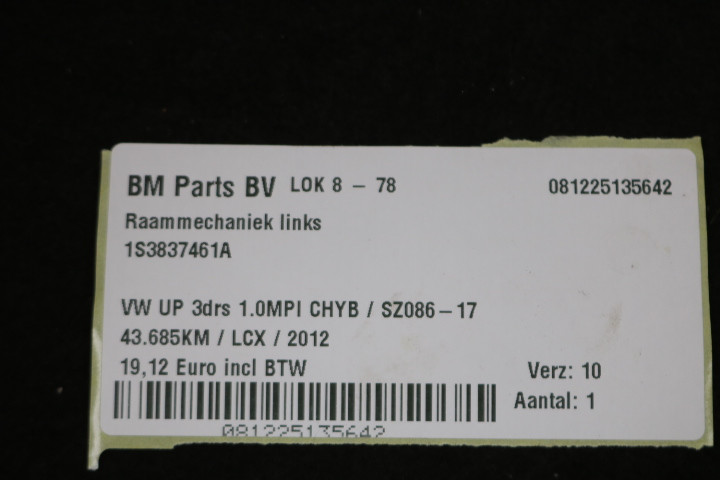 BM Parts BV LOK 8 - 78 081225135642
Raammechaniek links
1S3837461A
VW UP 3drs 1.0MPI CHYB / SZ086-17
43.685KM / LCX / 2012
19,12 Euro incl BTW Verz: 10
Aantal: 1
081225135642